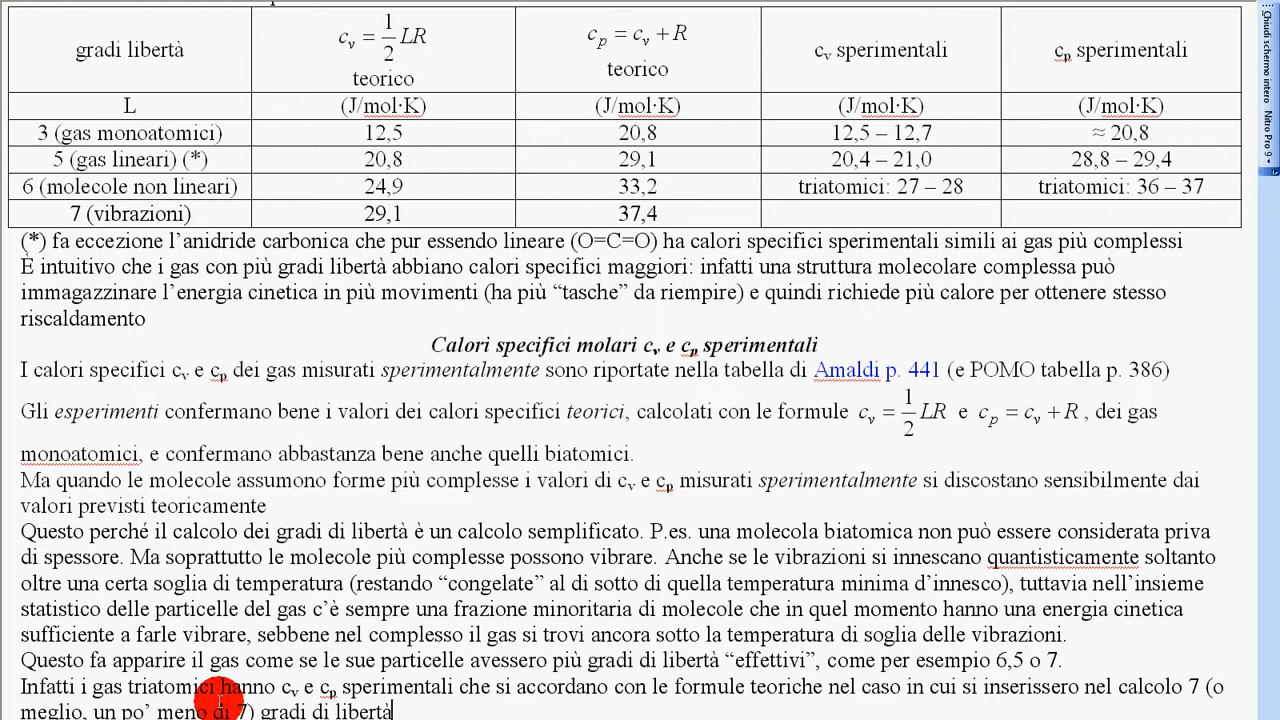 gradi libertà
c_v = 1/2 LR
teorico
c_p = c_v + R
teorico
c_v sperimentali
c_p sperimentali
L
(J/mol·K)
(J/mol·K)
(J/mol·K)
(J/mol·K)
3 (gas monoatomici)
12,5
20,8
12,5 – 12,7
≈ 20,8
5 (gas lineari) (*)
20,8
29,1
20,4 – 21,0
28,8 – 29,4
6 (molecole non lineari)
24,9
33,2
triatomici: 27 – 28
triatomici: 36 – 37
7 (vibrazioni)
29,1
37,4
(*) fa eccezione l’anidride carbonica che pur essendo lineare (O=C=O) ha calori specifici sperimentali simili ai gas più complessi
È intuitivo che i gas con più gradi libertà abbiano calori specifici maggiori: infatti una struttura molecolare complessa può
immagazzinare l’energia cinetica in più movimenti (ha più “tasche” da riempire) e quindi richiede più calore per ottenere stesso
riscaldamento
Calori specifici molari c_v e c_p sperimentali
I calori specifici c_v e c_p dei gas misurati sperimentalmente sono riportate nella tabella di Amaldi p. 441 (e POMO tabella p. 386)
Gli esperimenti confermano bene i valori dei calori specifici teorici, calcolati con le formule c_v = 1/2 LR e c_p = c_v + R , dei gas
monoatomici, e confermano abbastanza bene anche quelli biatomici.
Ma quando le molecole assumono forme più complesse i valori di c_v e c_p misurati sperimentalmente si discostano sensibilmente dai
valori previsti teoricamente
Questo perché il calcolo dei gradi di libertà è un calcolo semplificato. P.es. una molecola biatomica non può essere considerata priva
di spessore. Ma soprattutto le molecole più complesse possono vibrare. Anche se le vibrazioni si innescano quantisticamente soltanto
oltre una certa soglia di temperatura (restando “congelate” al di sotto di quella temperatura minima d’innesco), tuttavia nell’insieme
statistico delle particelle del gas c’è sempre una frazione minoritaria di molecole che in quel momento hanno una energia cinetica
sufficiente a farle vibrare, sebbene nel complesso il gas si trovi ancora sotto la temperatura di soglia delle vibrazioni.
Questo fa apparire il gas come se le sue particelle avessero più gradi di libertà “effettivi”, come per esempio 6,5 o 7.
Infatti i gas triatomici hanno c_v e c_p sperimentali che si accordano con le formule teoriche nel caso in cui si inserissero nel calcolo 7 (o
meglio, un po’ meno di 7) gradi di libertà
Chiudi schermo intero
Nitro Pro 9